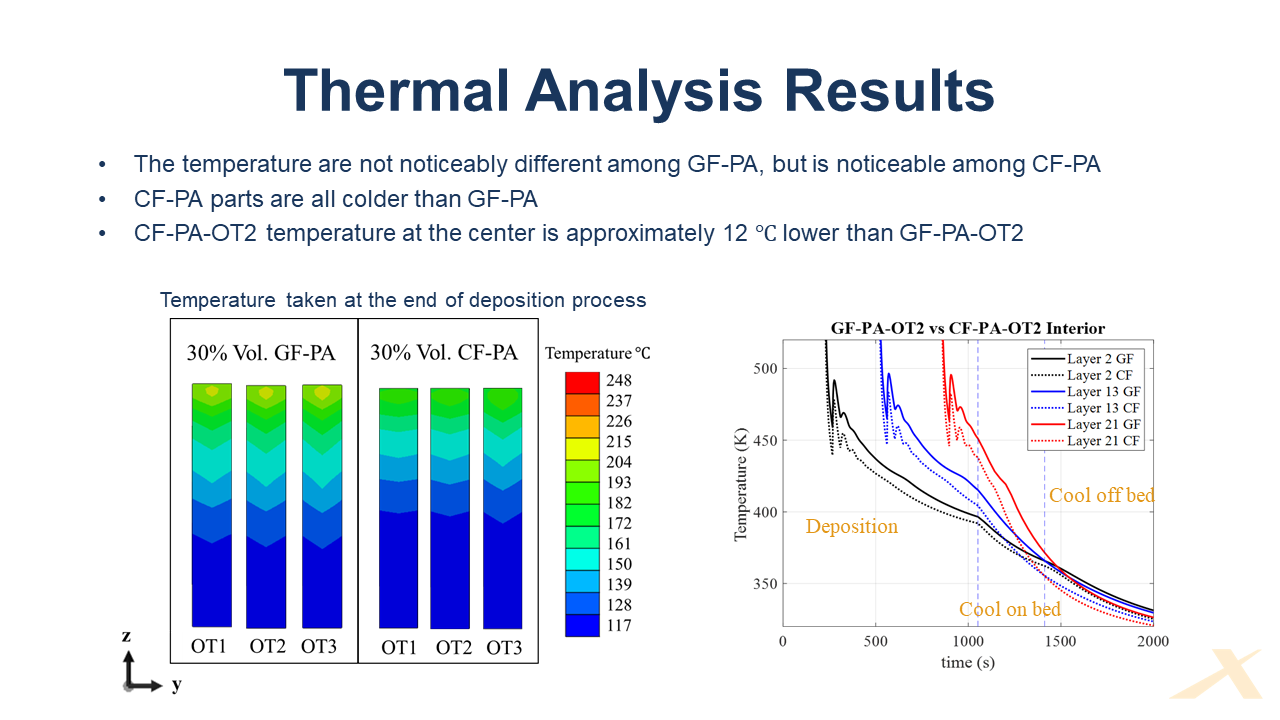 Thermal Analysis Results
• The temperature are not noticeably different among GF-PA, but is noticeable among CF-PA
• CF-PA parts are all colder than GF-PA
• CF-PA-OT2 temperature at the center is approximately 12 ℃ lower than GF-PA-OT2
Temperature taken at the end of deposition process
30% Vol. GF-PA
30% Vol. CF-PA
OT1 OT2 OT3
OT1 OT2 OT3
Temperature ℃
248
237
226
215
204
193
182
172
161
150
139
128
117
z
y
GF-PA-OT2 vs CF-PA-OT2 Interior
Layer 2 GF
Layer 2 CF
Layer 13 GF
Layer 13 CF
Layer 21 GF
Layer 21 CF
Temperature (K)
500
450
400
350
Deposition
Cool off bed
Cool on bed
0 500 1000 1500 2000
time (s)